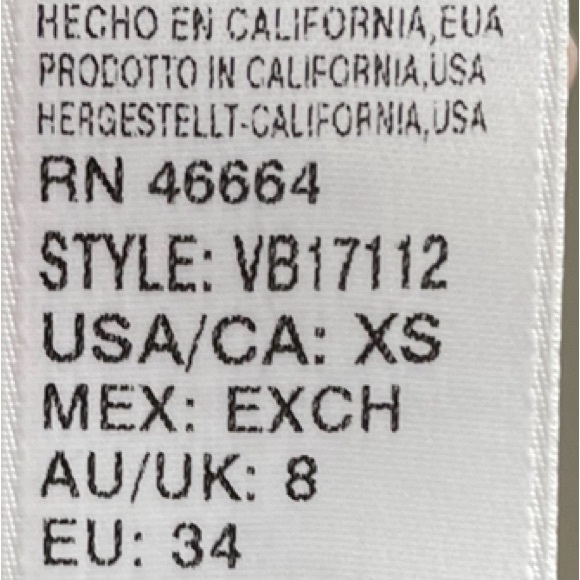 HECHO EN CALIFORNIA,EUA
PRODOTTO IN CALIFORNIA,USA
HERGESTELLT-CALIFORNIA,USA
RN 46664
STYLE: VB17112
USA/CA: XS
MEX: EXCH
AU/UK: 8
EU: 34